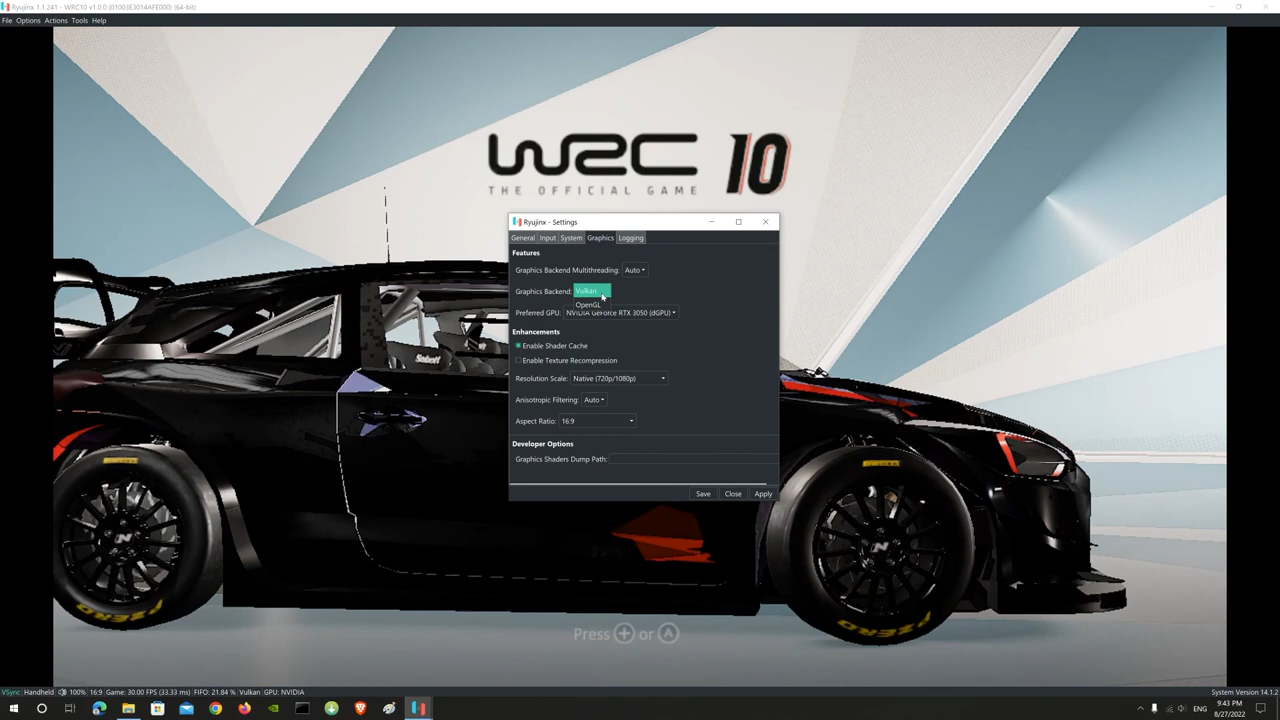 Ryujinx 1.1.241 - WRC10 v1.0.0 (01003E3014AFE000) (64-bit)
File Options Actions Tools Help
WRC 10
THE OFFICIAL GAME
Ryujinx - Settings
General Input System Graphics Logging
Features
Graphics Backend Multithreading: Auto
Graphics Backend: Vulkan
OpenGL
Preferred GPU: NVIDIA GeForce RTX 3050 (dGPU)
Enhancements
Enable Shader Cache
Enable Texture Recompression
Resolution Scale: Native (720p/1080p)
Anisotropic Filtering: Auto
Aspect Ratio: 16:9
Developer Options
Graphics Shaders Dump Path:
Save Close Apply
Sabelt
P ZERO
P ZERO
Press + or A
VSync Handheld 100% 16:9 Game: 30.00 FPS (33.33 ms) FIFO: 21.84 % Vulkan GPU: NVIDIA System Version 14.1.2
ENG 9:43 PM
8/27/2022